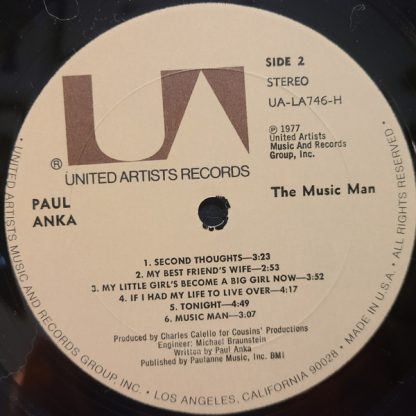 UA
SIDE 2
STEREO
UA-LA746-H
℗ 1977
United Artists
Music And Records
Group, Inc.
®
UNITED ARTISTS RECORDS
PAUL
ANKA
The Music Man
1. SECOND THOUGHTS—3:23
2. MY BEST FRIEND'S WIFE—2:53
3. MY LITTLE GIRL'S BECOME A BIG GIRL NOW—3:52
4. IF I HAD MY LIFE TO LIVE OVER—4:17
5. TONIGHT—4:49
6. MUSIC MAN—3:07
Produced by Charles Calello for Cousins' Productions
Engineer: Michael Braunstein
Written by Paul Anka
Published by Paulanne Music, Inc. BMI
• UNITED ARTISTS MUSIC AND RECORDS GROUP, INC. • LOS ANGELES, CALIFORNIA 90028 • MADE IN U.S.A. • ALL RIGHTS RESERVED •